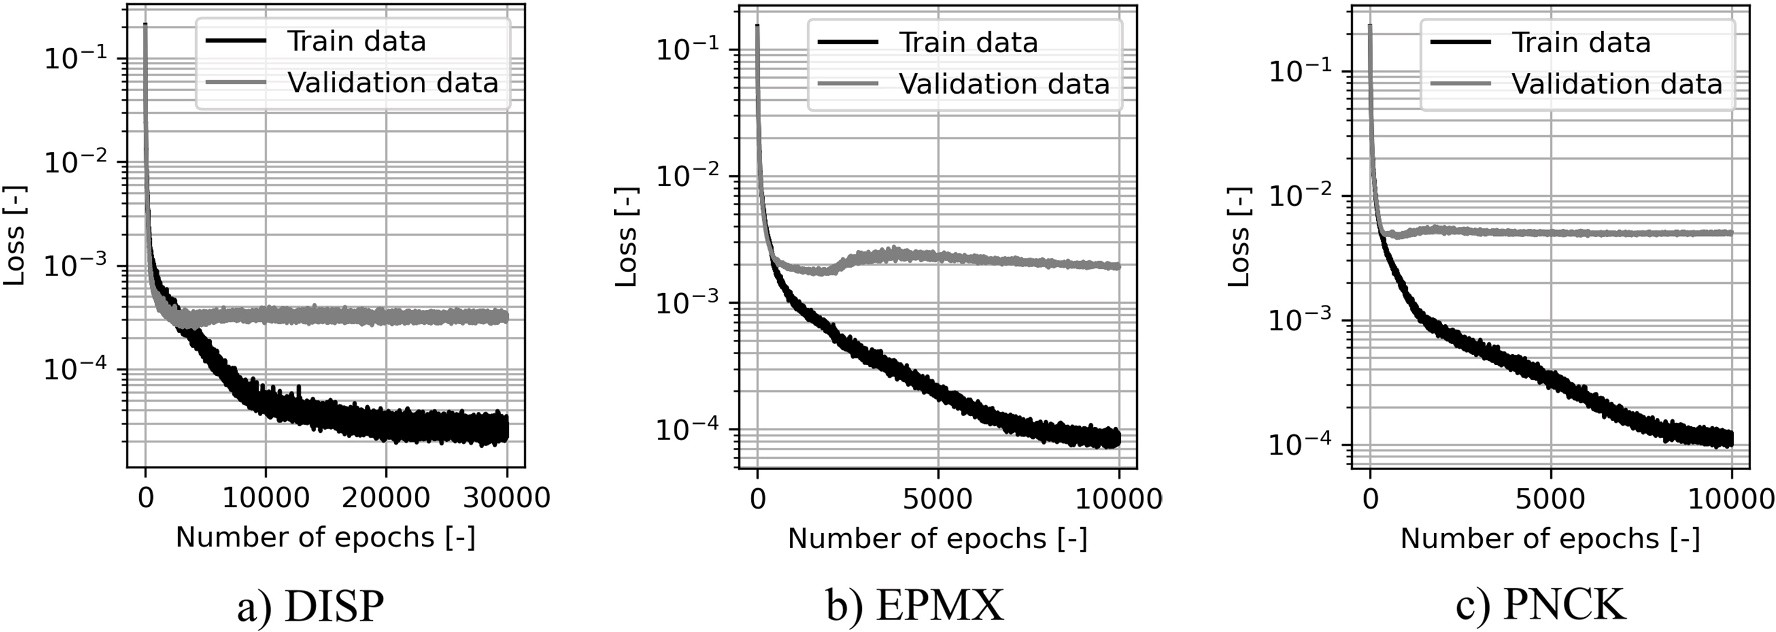 Train data
Validation data
10⁻¹
10⁻²
10⁻³
10⁻⁴
Loss [-]
0 10000 20000 30000
Number of epochs [-]
a) DISP
Train data
Validation data
10⁻¹
10⁻²
10⁻³
10⁻⁴
Loss [-]
0 5000 10000
Number of epochs [-]
b) EPMX
Train data
Validation data
10⁻¹
10⁻²
10⁻³
10⁻⁴
Loss [-]
0 5000 10000
Number of epochs [-]
c) PNCK